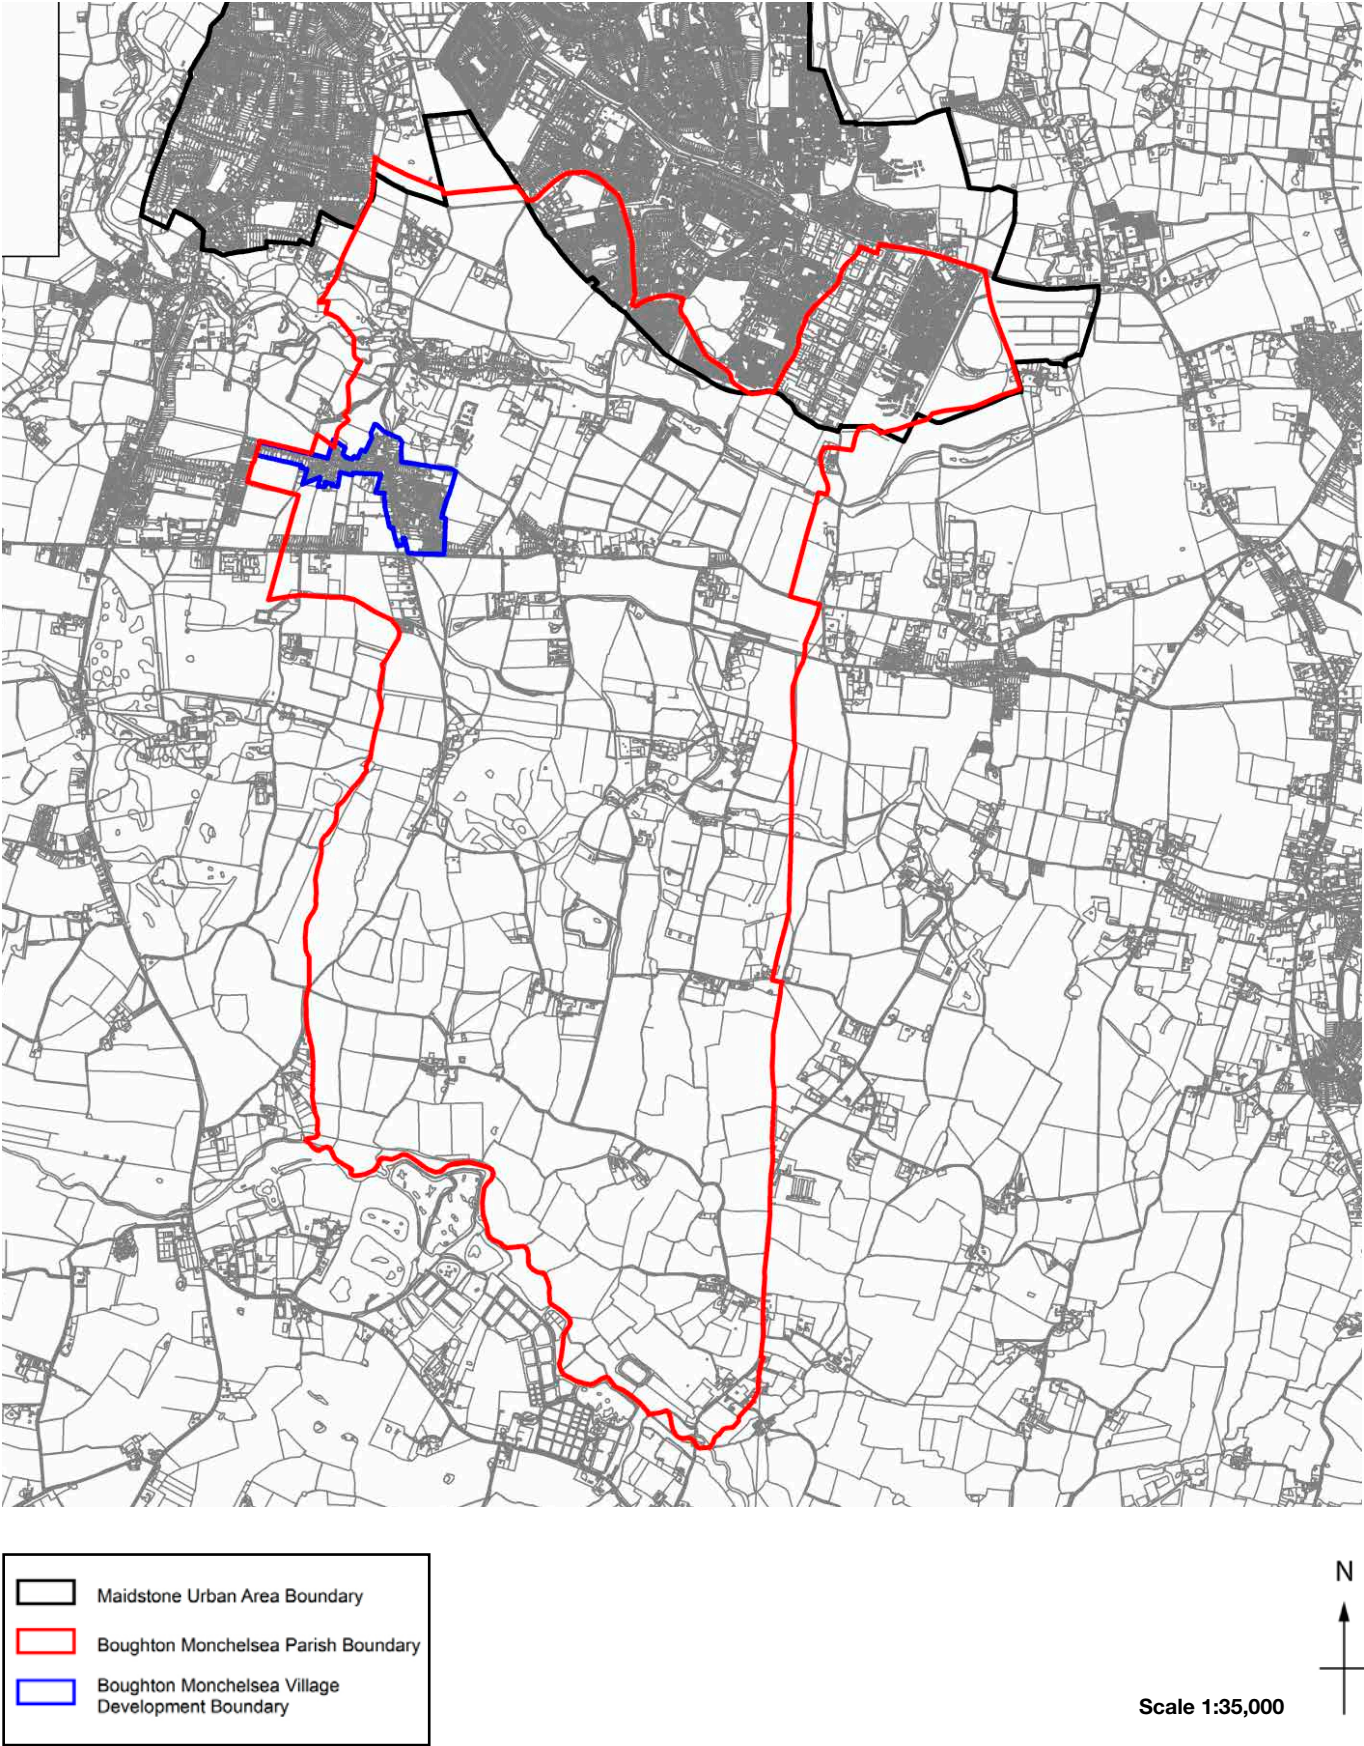 Maidstone Urban Area Boundary
Boughton Monchelsea Parish Boundary
Boughton Monchelsea Village
Development Boundary
Scale 1:35,000
N